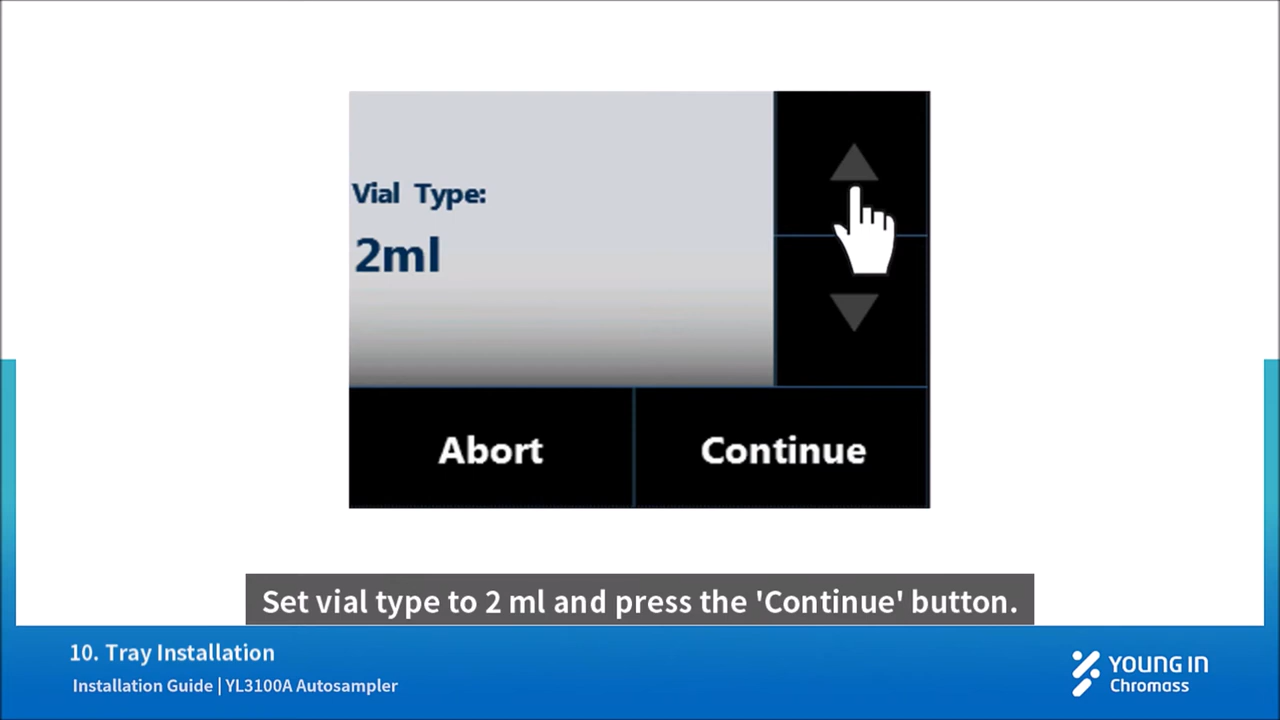 Vial Type:
2ml
Abort
Continue
Set vial type to 2 ml and press the 'Continue' button.
10. Tray Installation
Installation Guide | YL3100A Autosampler
YOUNG IN
Chromass